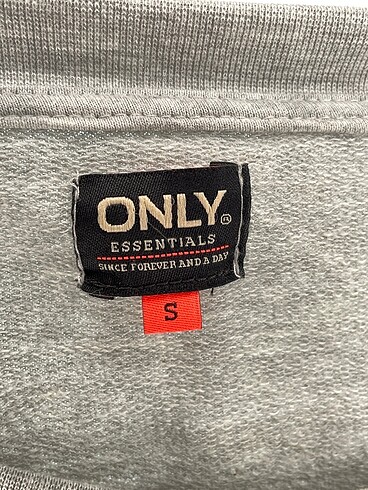 ONLY®
ESSENTIALS
SINCE FOREVER AND A DAY
S